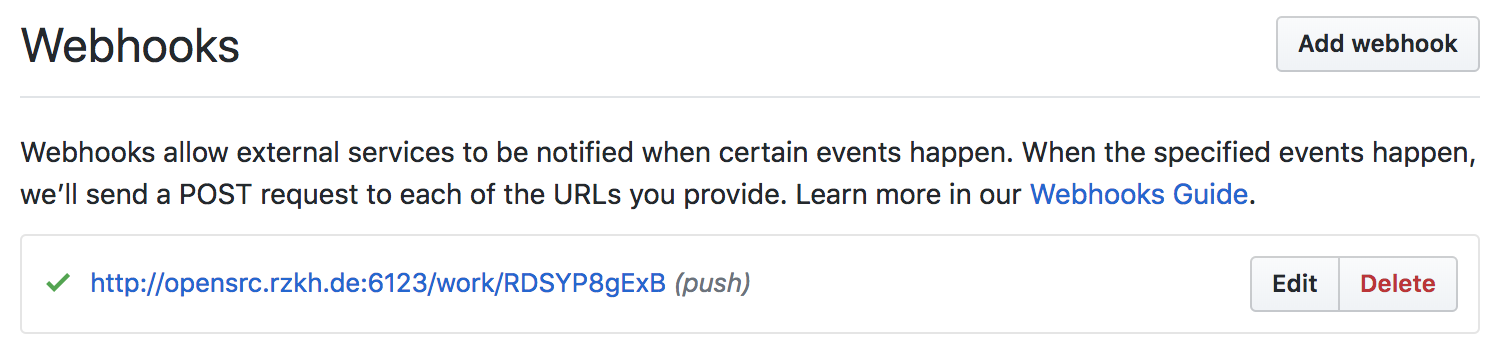 Webhooks
Add webhook
Webhooks allow external services to be notified when certain events happen. When the specified events happen,
we’ll send a POST request to each of the URLs you provide. Learn more in our Webhooks Guide.
http://opensrc.rzkh.de:6123/work/RDSYP8gExB (push)
Edit
Delete